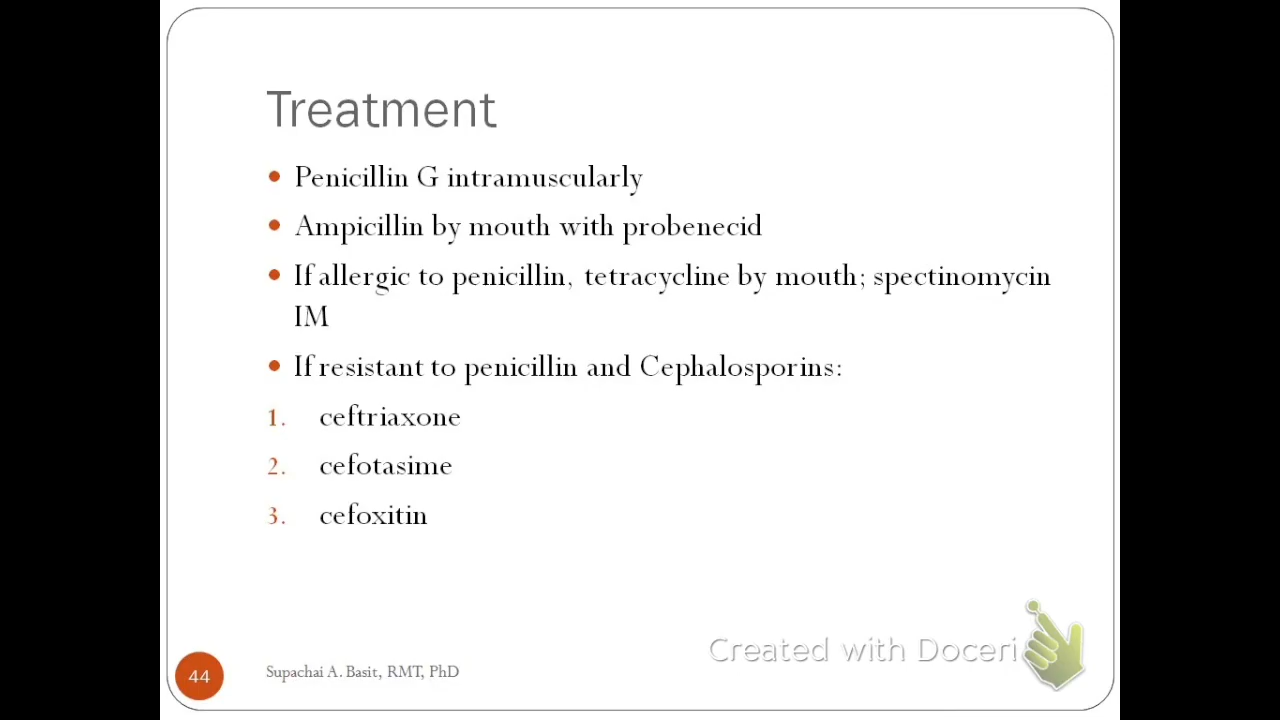 Treatment
• Penicillin G intramuscularly
• Ampicillin by mouth with probenecid
• If allergic to penicillin, tetracycline by mouth; spectinomycin
IM
• If resistant to penicillin and Cephalosporins:
1. ceftriaxone
2. cefotasime
3. cefoxitin
Created with Doceri
44
Supachai A. Basit, RMT, PhD